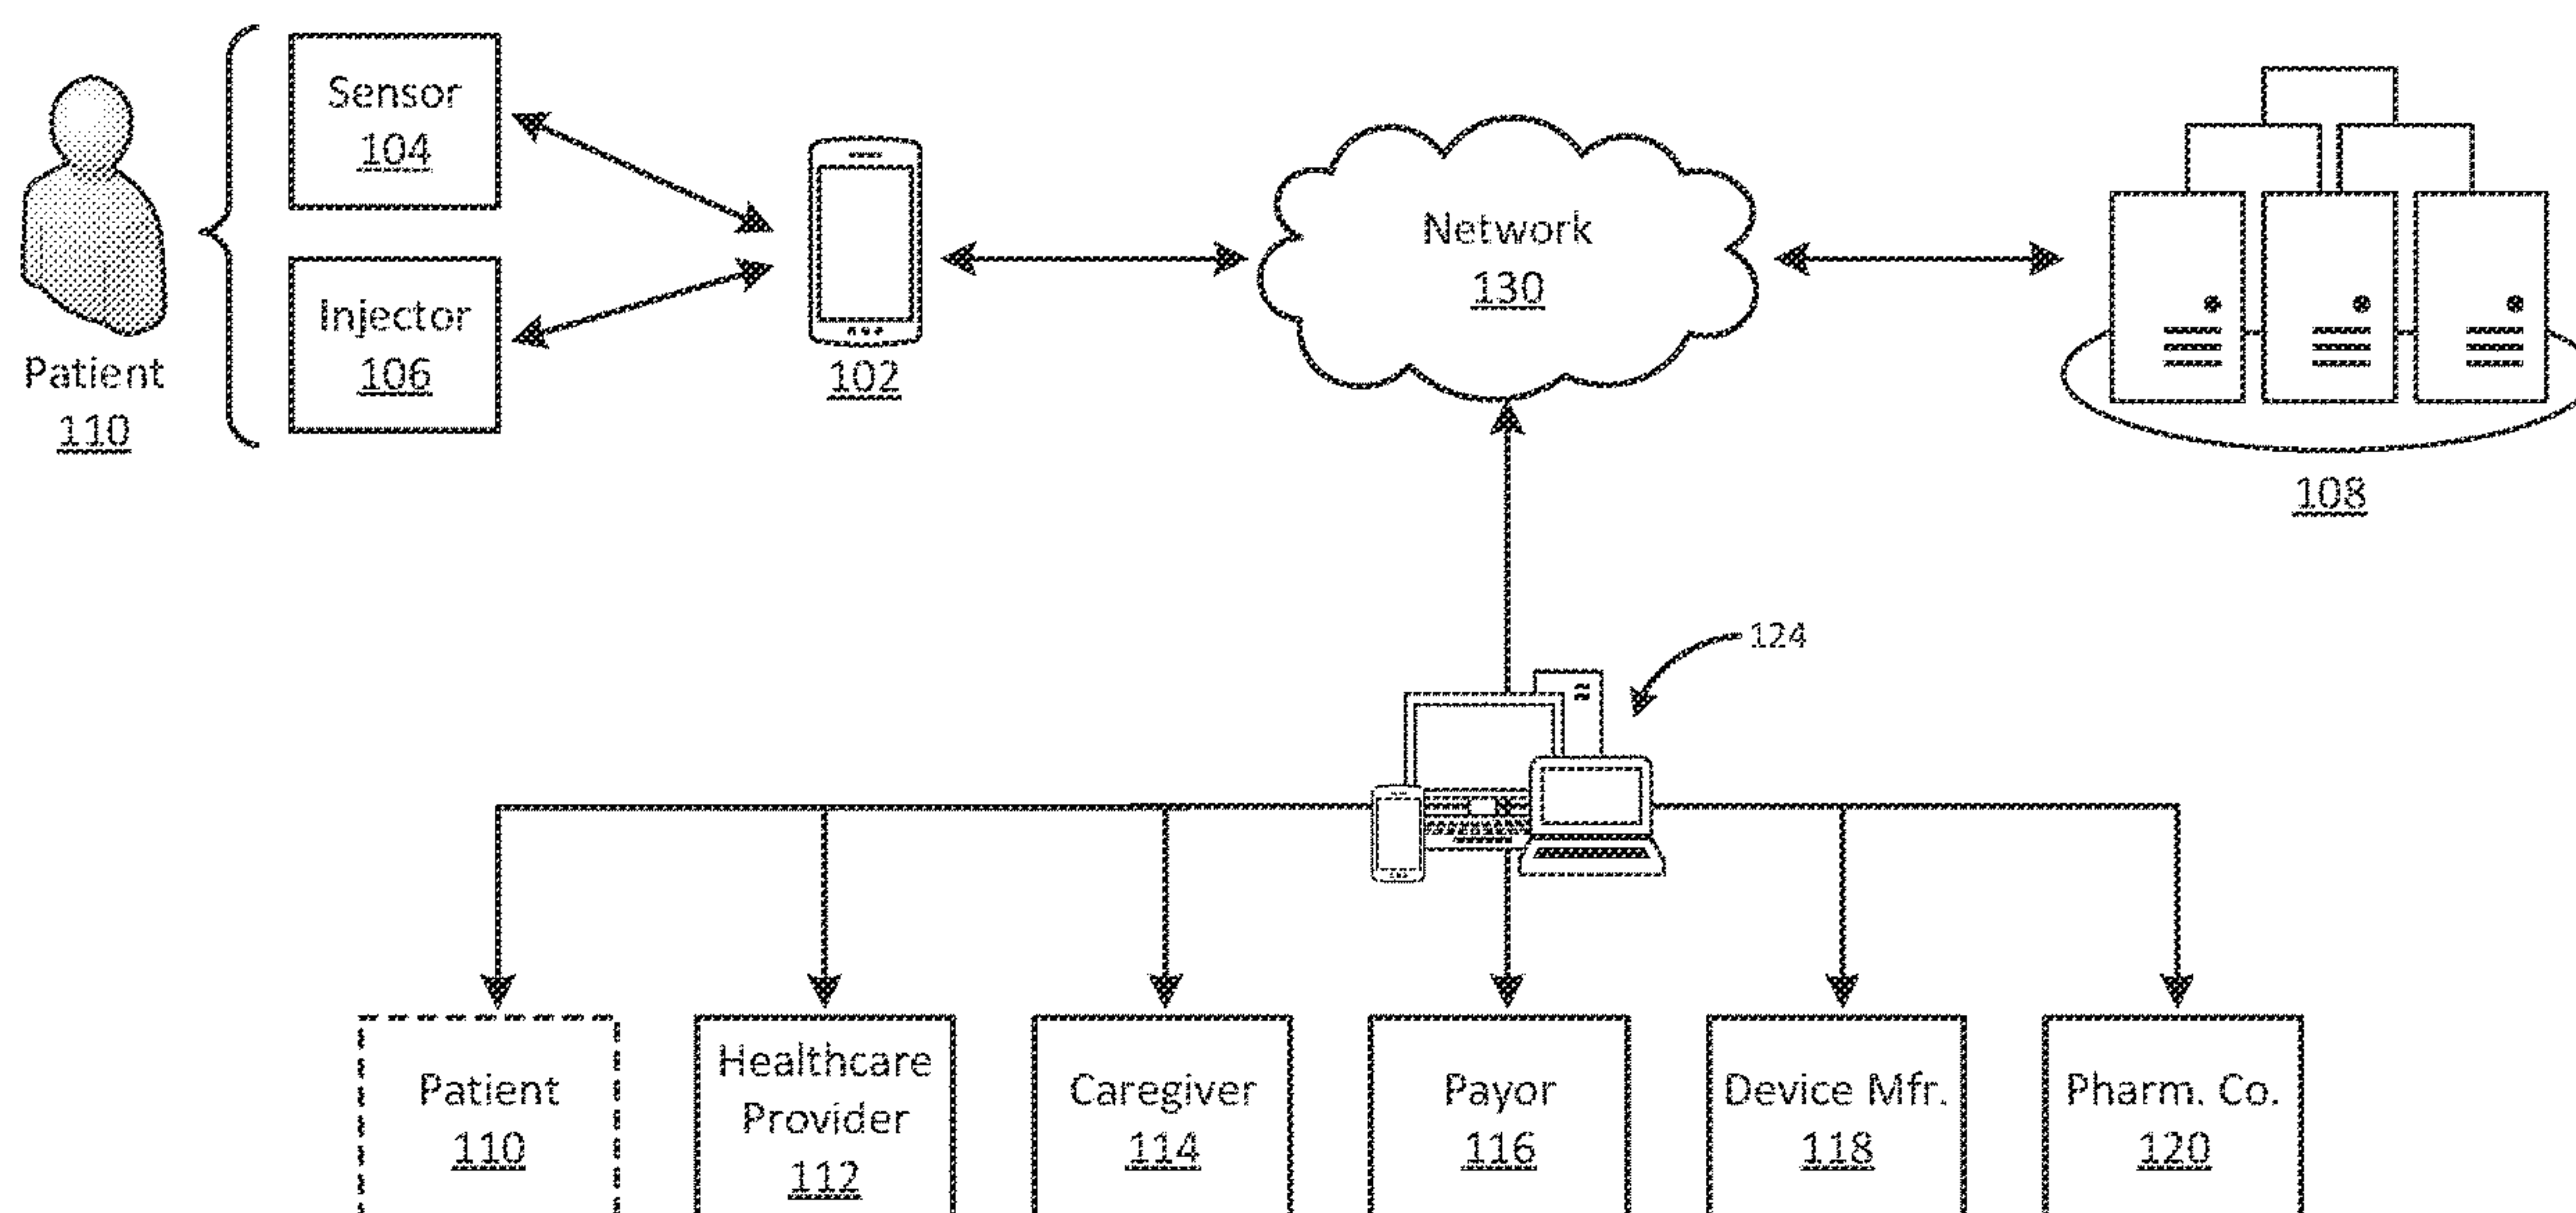 Sensor
104
Injector
106
Patient
110
102
Network
130
108
124
Patient
110
Healthcare
Provider
112
Caregiver
114
Payor
116
Device Mfr.
118
Pharm. Co.
120